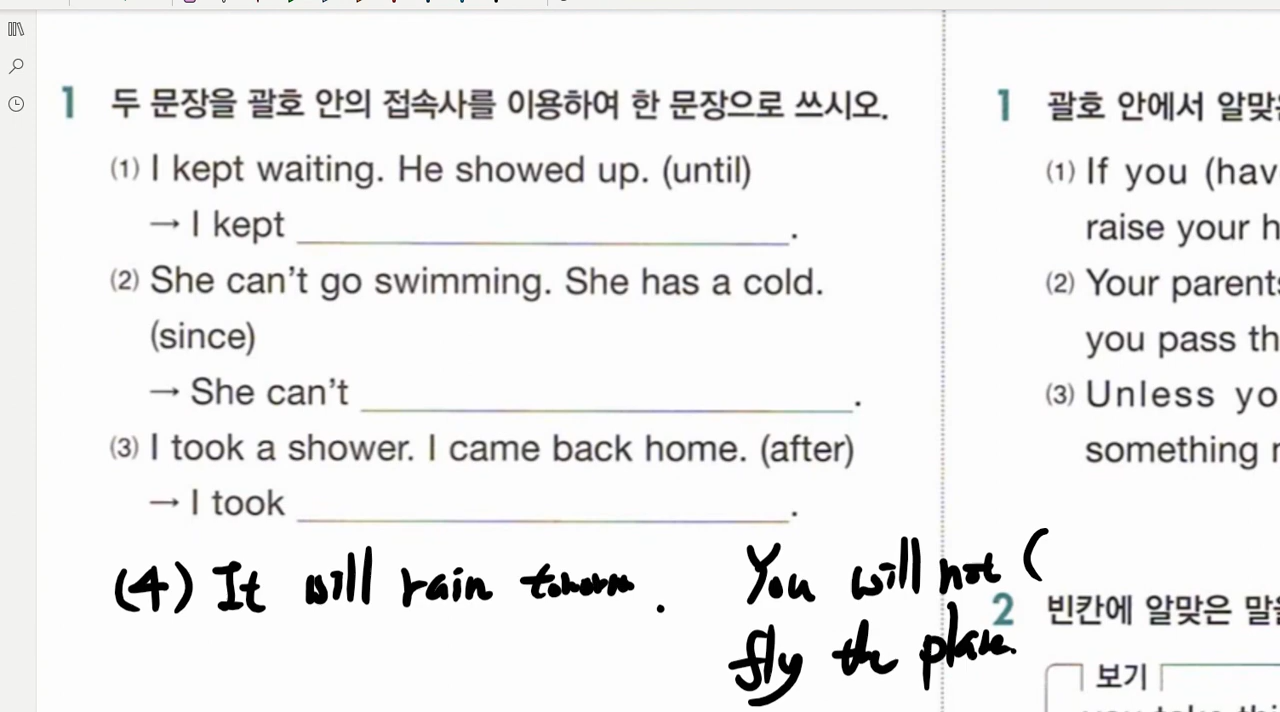 1 두 문장을 괄호 안의 접속사를 이용하여 한 문장으로 쓰시오.
(1) I kept waiting. He showed up. (until)
→ I kept ____________.
(2) She can't go swimming. She has a cold.
(since)
→ She can't ____________.
(3) I took a shower. I came back home. (after)
→ I took ____________.
(4) It will rain tomorrow. You will not (
fly the plane.
1 괄호 안에서 알맞은
(1) If you (hav
raise your h
(2) Your parents
you pass th
(3) Unless yo
something r
2 빈칸에 알맞은 말을
보기